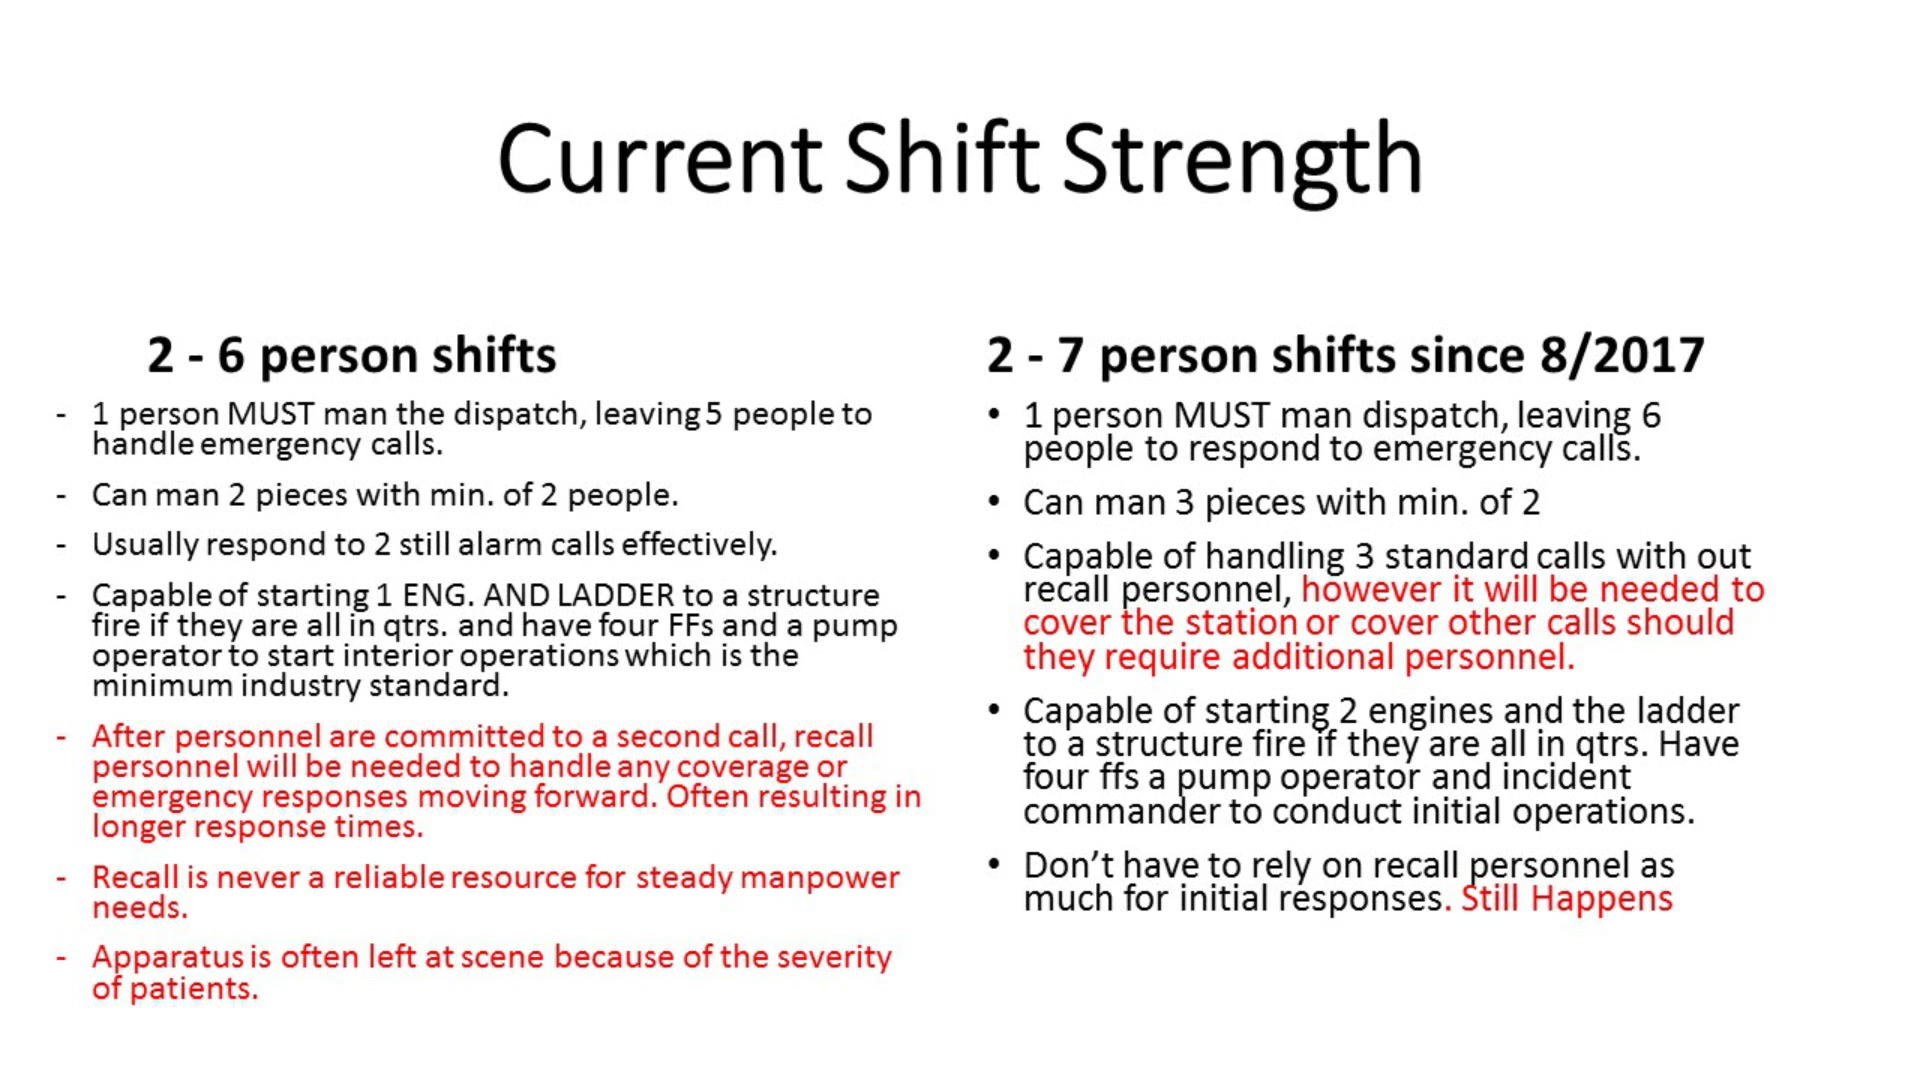 Current Shift Strength
2 - 6 person shifts
- 1 person MUST man the dispatch, leaving 5 people to
handle emergency calls.
- Can man 2 pieces with min. of 2 people.
- Usually respond to 2 still alarm calls effectively.
- Capable of starting 1 ENG. AND LADDER to a structure
fire if they are all in qtrs. and have four FFs and a pump
operator to start interior operations which is the
minimum industry standard.
- After personnel are committed to a second call, recall
personnel will be needed to handle any coverage or
emergency responses moving forward. Often resulting in
longer response times.
- Recall is never a reliable resource for steady manpower
needs.
- Apparatus is often left at scene because of the severity
of patients.
2 - 7 person shifts since 8/2017
• 1 person MUST man dispatch, leaving 6
people to respond to emergency calls.
• Can man 3 pieces with min. of 2
• Capable of handling 3 standard calls with out
recall personnel, however it will be needed to
cover the station or cover other calls should
they require additional personnel.
• Capable of starting 2 engines and the ladder
to a structure fire if they are all in qtrs. Have
four ffs a pump operator and incident
commander to conduct initial operations.
• Don’t have to rely on recall personnel as
much for initial responses. Still Happens